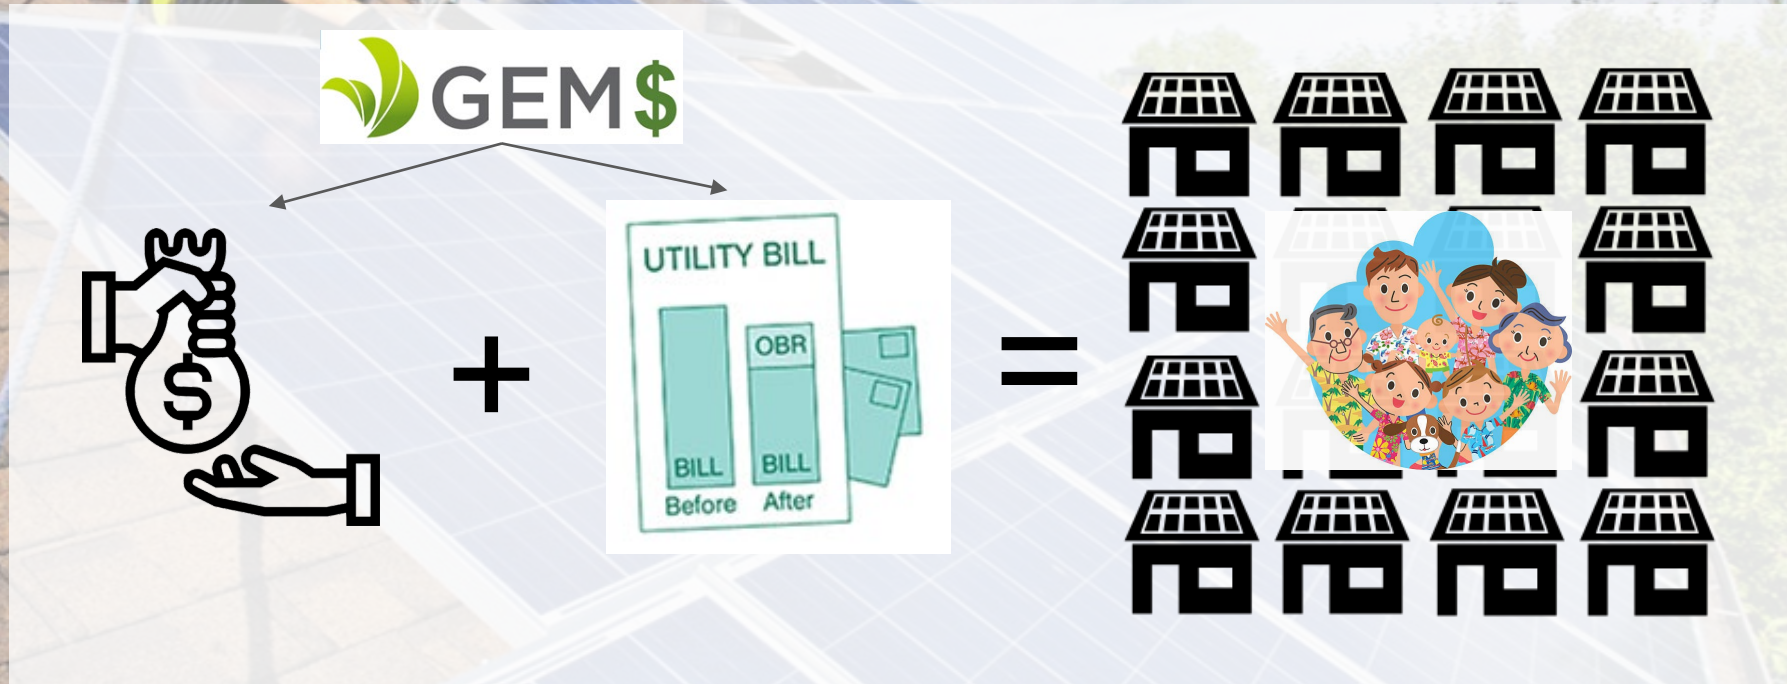 GEM$
$
+
UTILITY BILL
=
OBR
BILL
BILL
Before
After